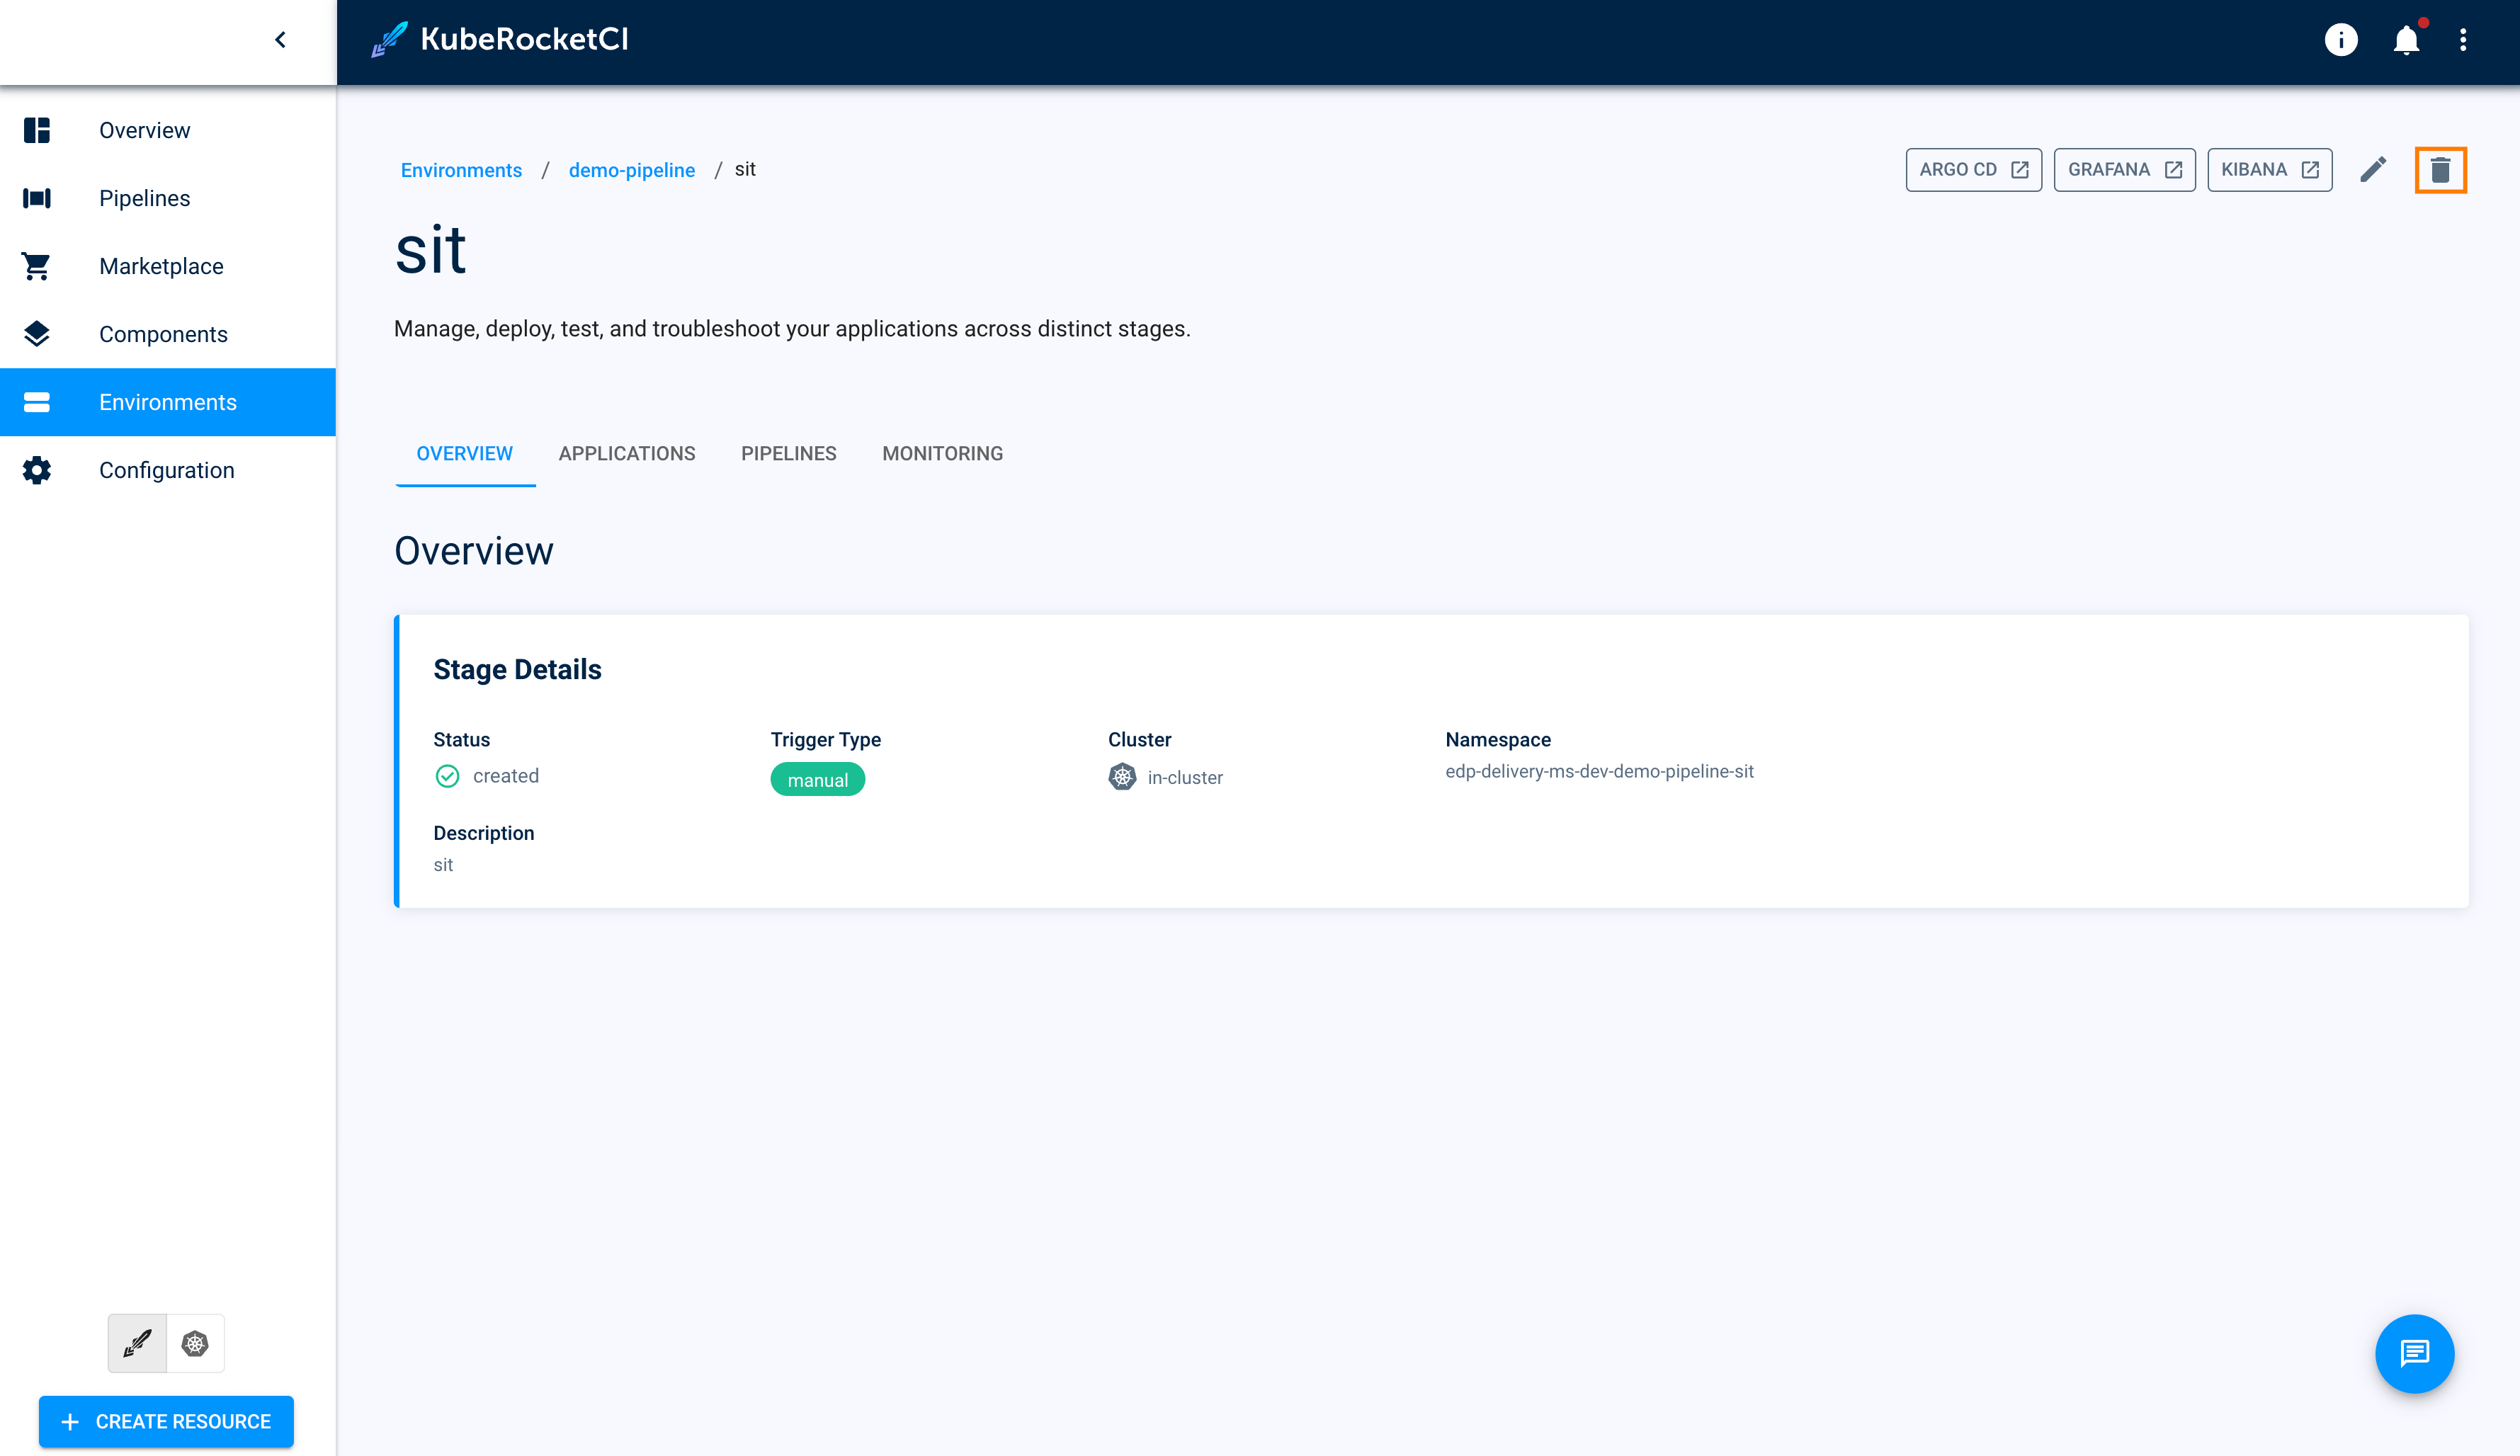 KubeRocketCI
Overview
Pipelines
Marketplace
Components
Environments
Configuration
CREATE RESOURCE
Environments / demo-pipeline / sit
ARGO CD GRAFANA KIBANA
sit
Manage, deploy, test, and troubleshoot your applications across distinct stages.
OVERVIEW APPLICATIONS PIPELINES MONITORING
Overview
Stage Details
Status Trigger Type Cluster Namespace
created manual in-cluster edp-delivery-ms-dev-demo-pipeline-sit
Description
sit